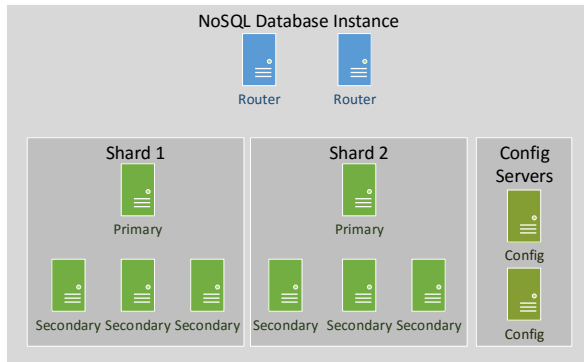 NoSQL Database Instance
Router Router
Shard 1
Primary
Secondary Secondary Secondary
Shard 2
Primary
Secondary Secondary Secondary
Config
Servers
Config
Config